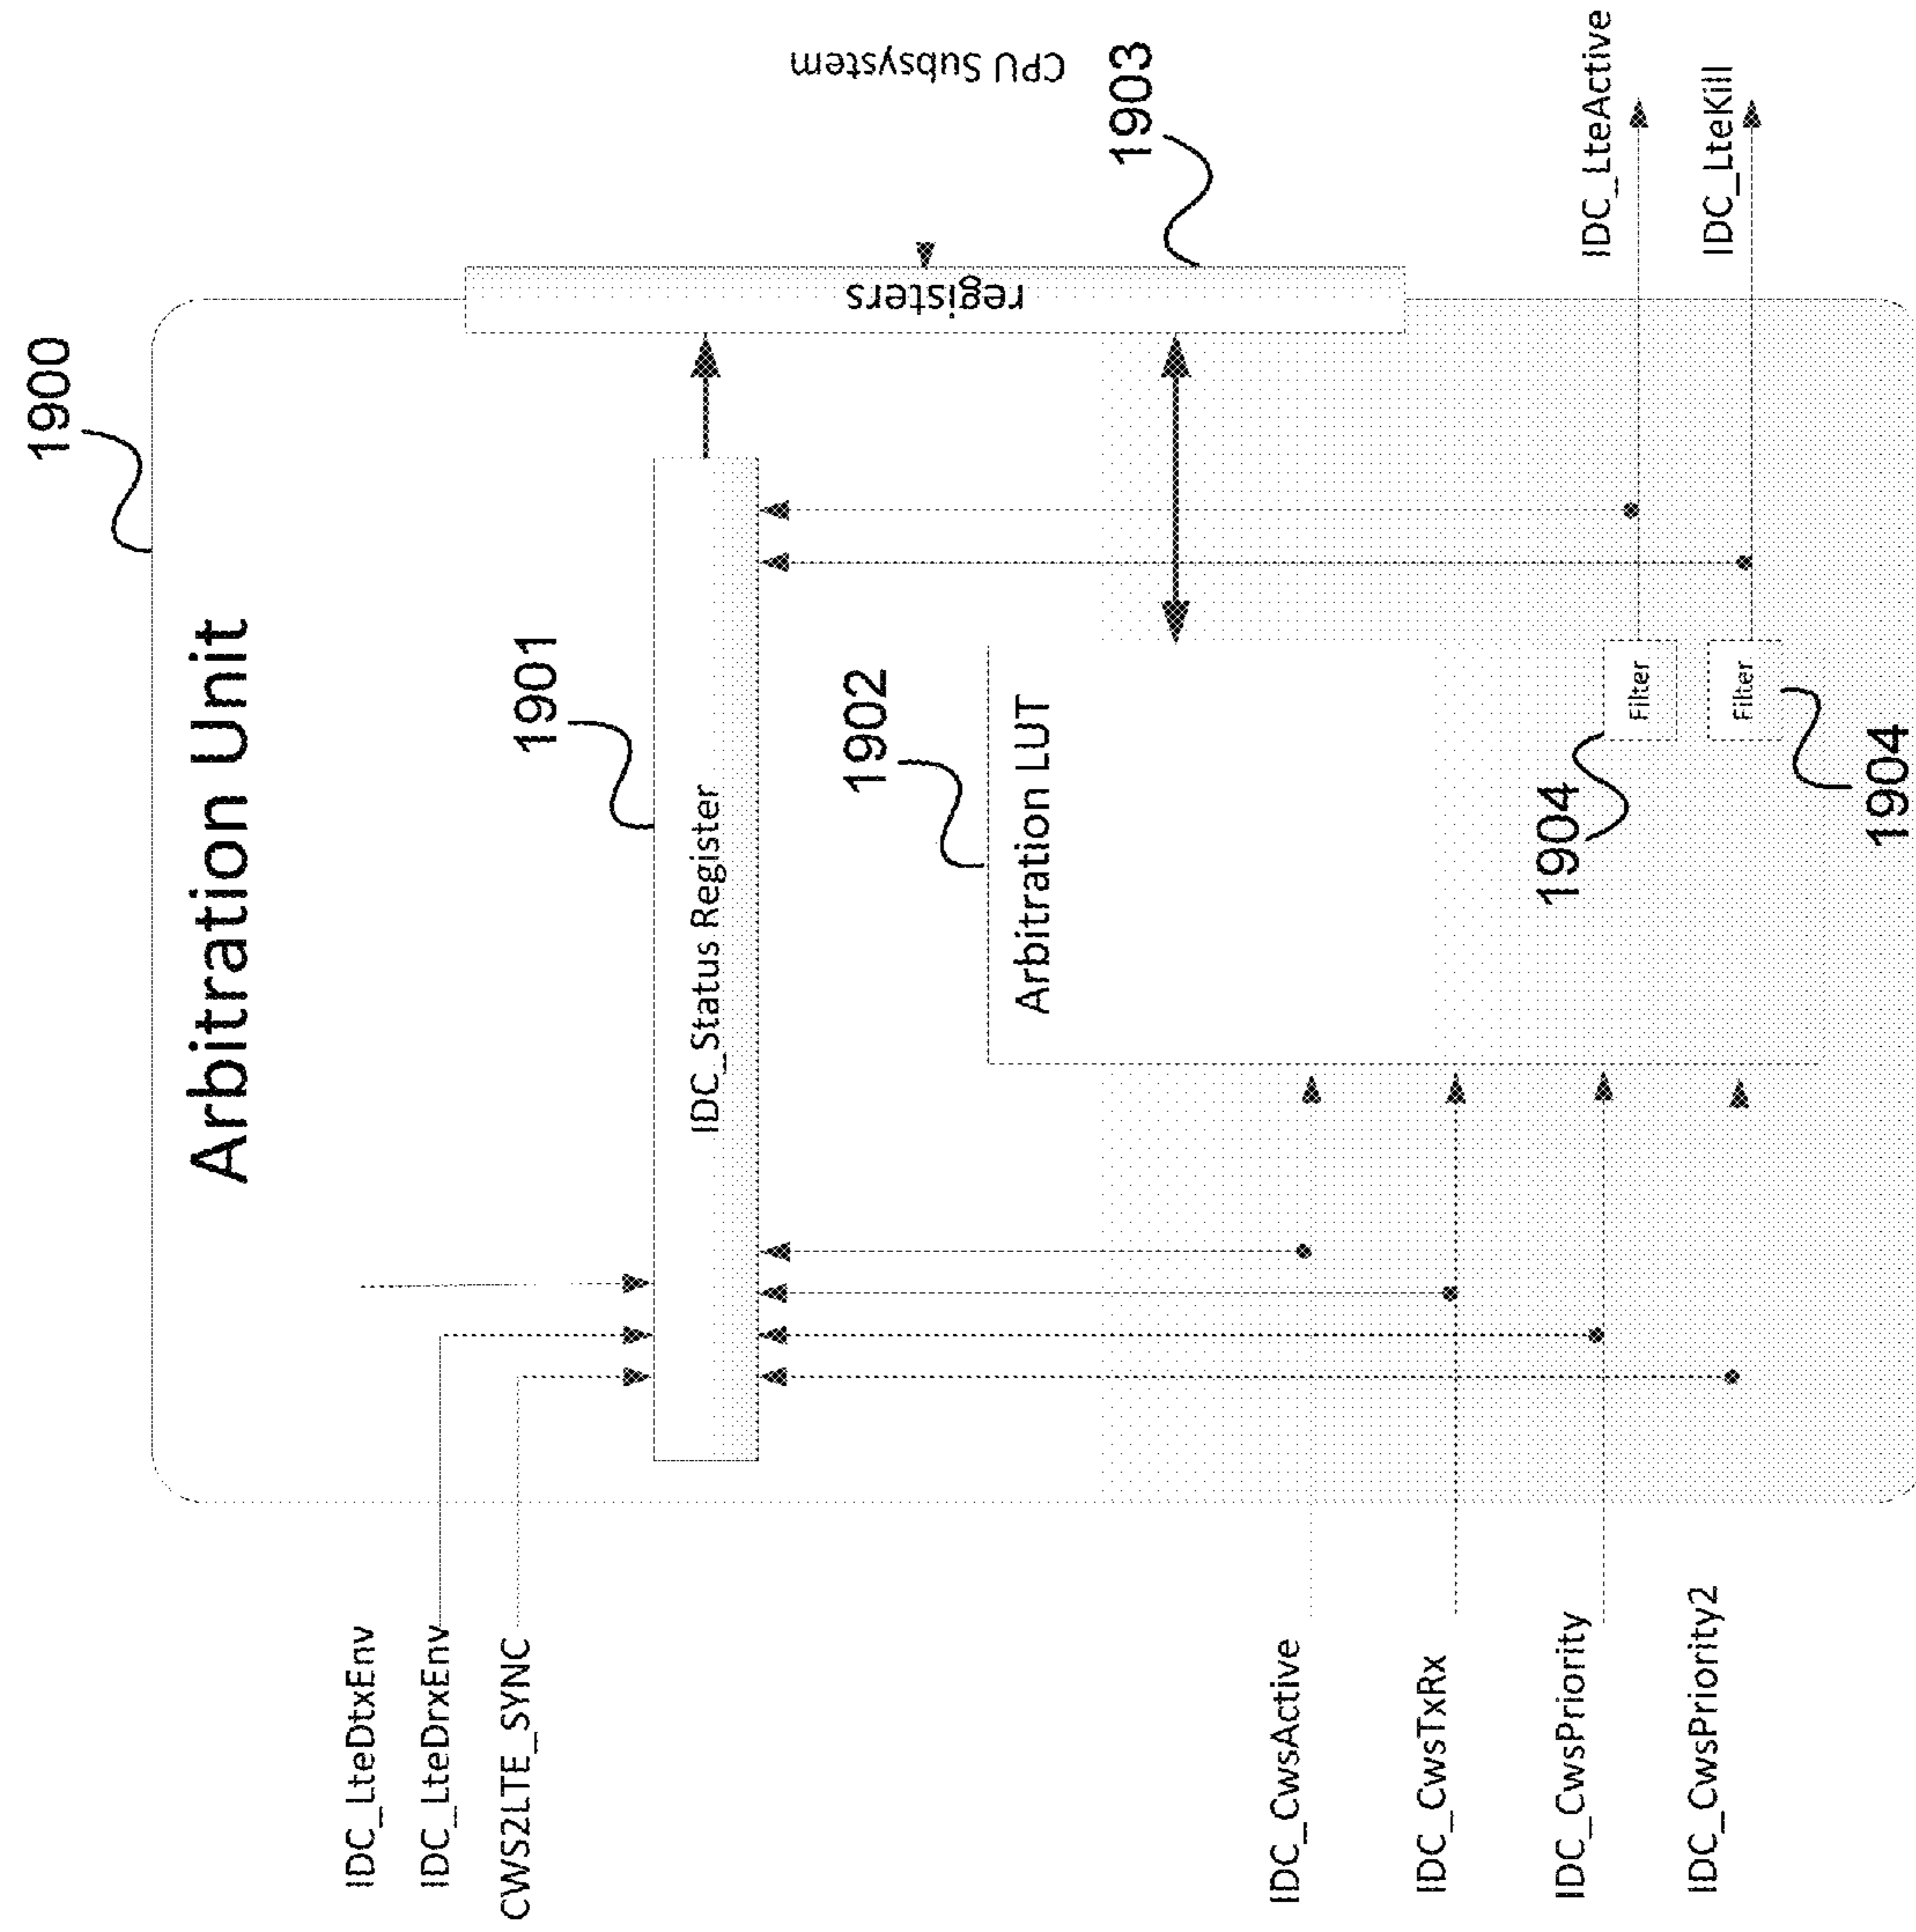 1900
Arbitration Unit
IDC_LteDtxEnv
IDC_LteDrxEnv
CWS2LTE_SYNC
1901
IDC_Status Register
CPU Subsystem
registers
1903
1902
Arbitration LUT
IDC_CwsActive
IDC_CwsTxRx
IDC_CwsPriority
IDC_CwsPriority2
1904
Filter
IDC_LteActive
Filter
IDC_LteKill
1904